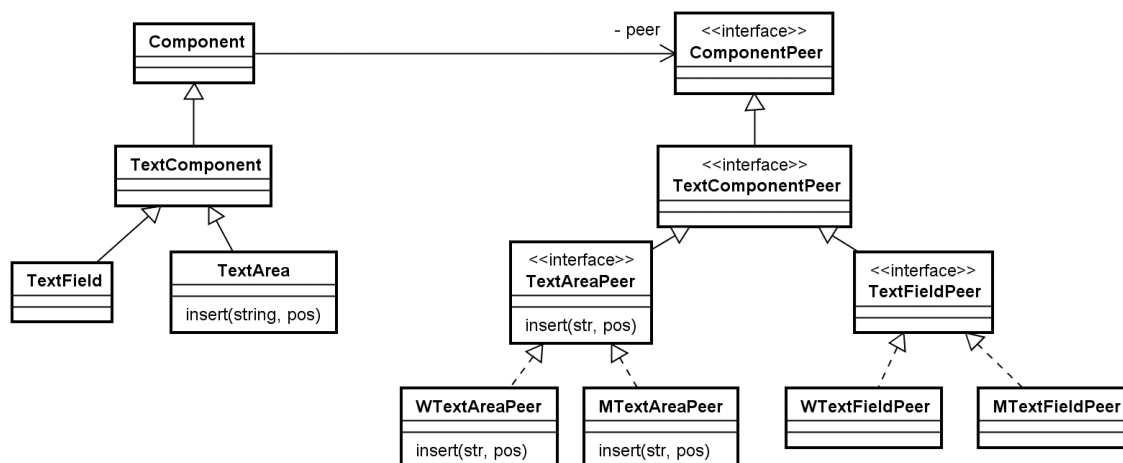 Component
- peer
<<interface>>
ComponentPeer
TextComponent
<<interface>>
TextComponentPeer
TextField
TextArea
insert(string, pos)
<<interface>>
TextAreaPeer
insert(str, pos)
<<interface>>
TextFieldPeer
WTextAreaPeer
insert(str, pos)
MTextAreaPeer
insert(str, pos)
WTextFieldPeer
MTextFieldPeer